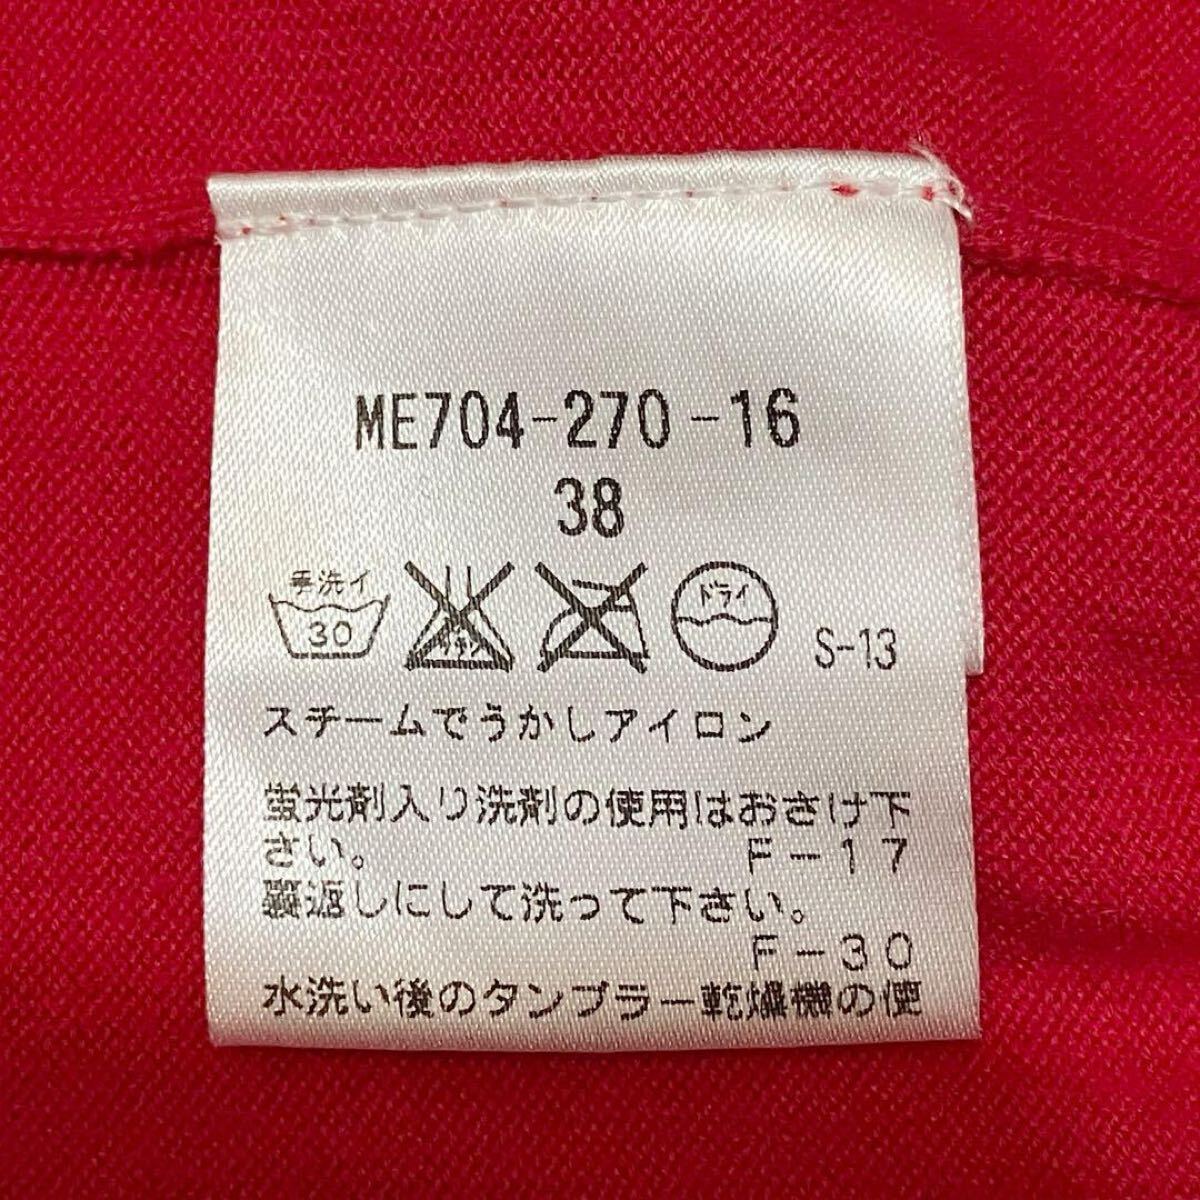 ME704-270-16
38
手洗イ
30
ドライ
S-13
スチームでうかしアイロン
蛍光剤入り洗剤の使用はおさけ下
さい。 F-17
裏返しにして洗って下さい。
F-30
水洗い後のタンブラー乾燥機の使